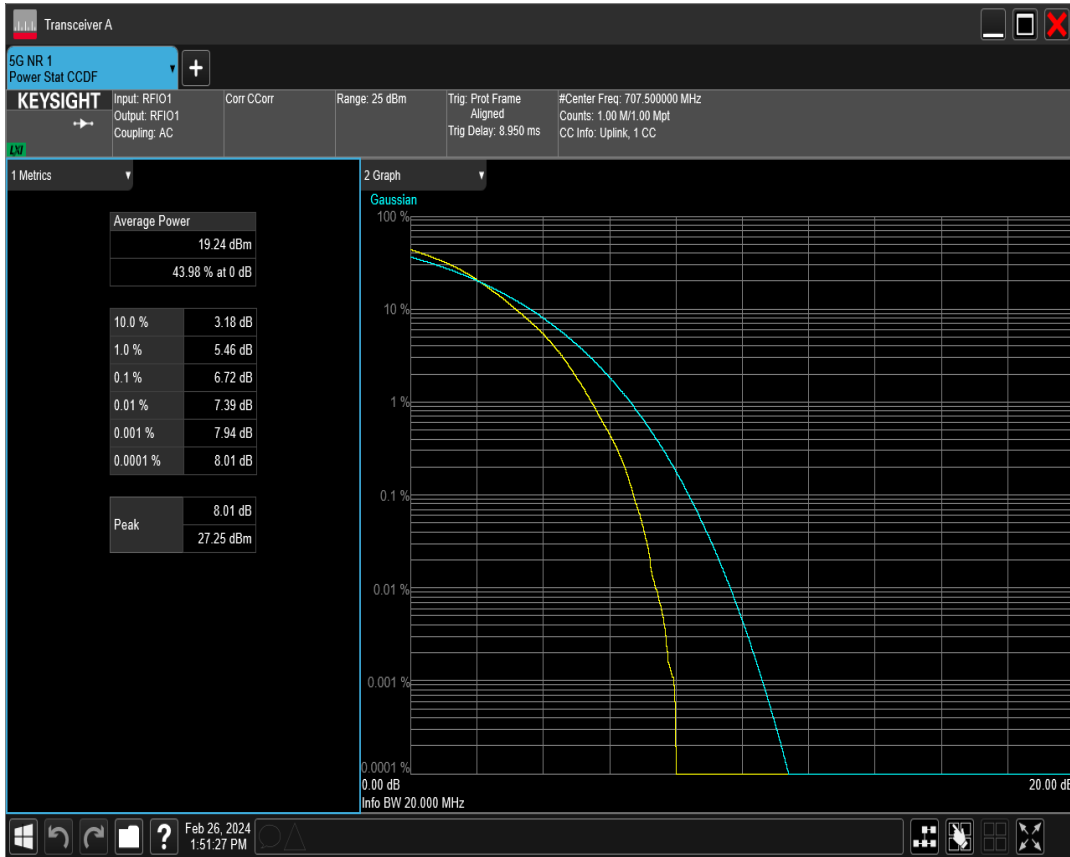 Transceiver A
5G NR 1
Power Stat CCDF
+
KEYSIGHT
LXI
Input: RFIO1
Output: RFIO1
Coupling: AC
Corr CCorr
Range: 25 dBm
Trig: Prot Frame
Aligned
Trig Delay: 8.950 ms
#Center Freq: 707.500000 MHz
Counts: 1.00 M/1.00 Mpt
CC Info: Uplink, 1 CC
1 Metrics
Average Power
19.24 dBm
43.98 % at 0 dB
10.0 % 3.18 dB
1.0 % 5.46 dB
0.1 % 6.72 dB
0.01 % 7.39 dB
0.001 % 7.94 dB
0.0001 % 8.01 dB
Peak
8.01 dB
27.25 dBm
2 Graph
Gaussian
100 %
10 %
1 %
0.1 %
0.01 %
0.001 %
0.0001 %
0.00 dB
20.00 dB
Info BW 20.000 MHz
?
Feb 26, 2024
1:51:27 PM